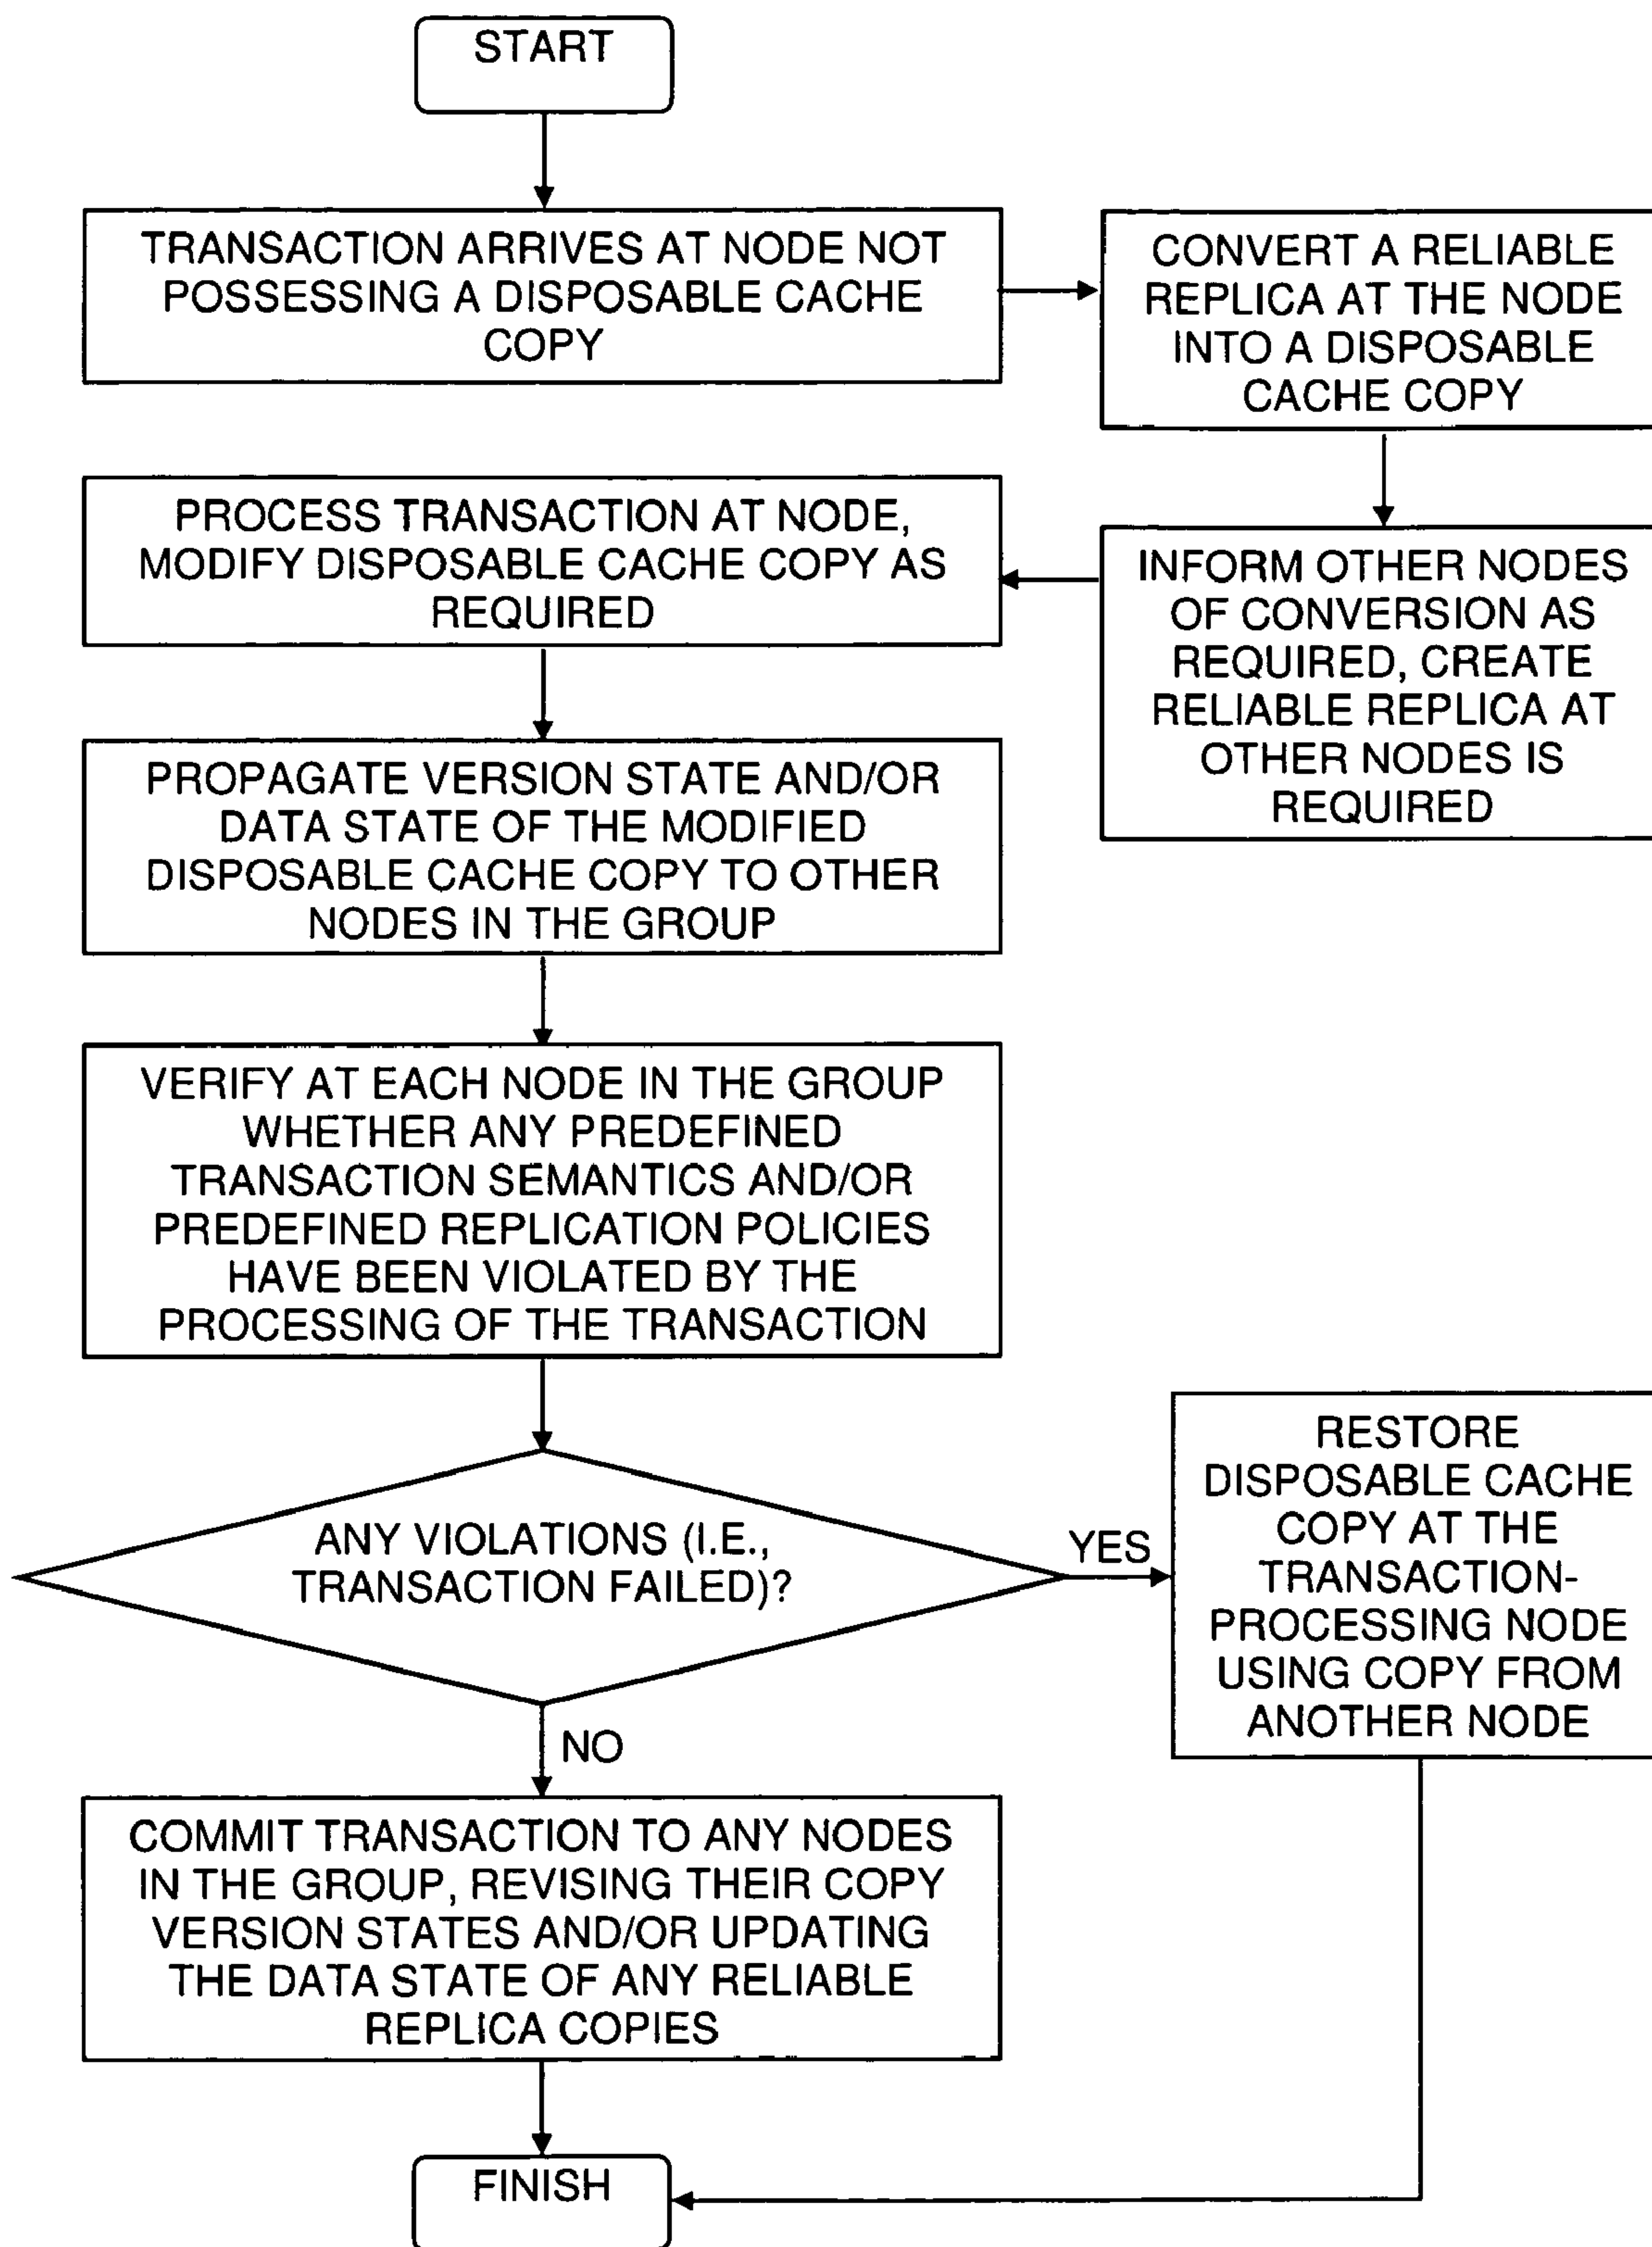 START
TRANSACTION ARRIVES AT NODE NOT
POSSESSING A DISPOSABLE CACHE
COPY
CONVERT A RELIABLE
REPLICA AT THE NODE
INTO A DISPOSABLE
CACHE COPY
INFORM OTHER NODES
OF CONVERSION AS
REQUIRED, CREATE
RELIABLE REPLICA AT
OTHER NODES IS
REQUIRED
PROCESS TRANSACTION AT NODE,
MODIFY DISPOSABLE CACHE COPY AS
REQUIRED
PROPAGATE VERSION STATE AND/OR
DATA STATE OF THE MODIFIED
DISPOSABLE CACHE COPY TO OTHER
NODES IN THE GROUP
VERIFY AT EACH NODE IN THE GROUP
WHETHER ANY PREDEFINED
TRANSACTION SEMANTICS AND/OR
PREDEFINED REPLICATION POLICIES
HAVE BEEN VIOLATED BY THE
PROCESSING OF THE TRANSACTION
ANY VIOLATIONS (I.E.,
TRANSACTION FAILED)?
YES
RESTORE
DISPOSABLE CACHE
COPY AT THE
TRANSACTION-
PROCESSING NODE
USING COPY FROM
ANOTHER NODE
NO
COMMIT TRANSACTION TO ANY NODES
IN THE GROUP, REVISING THEIR COPY
VERSION STATES AND/OR UPDATING
THE DATA STATE OF ANY RELIABLE
REPLICA COPIES
FINISH